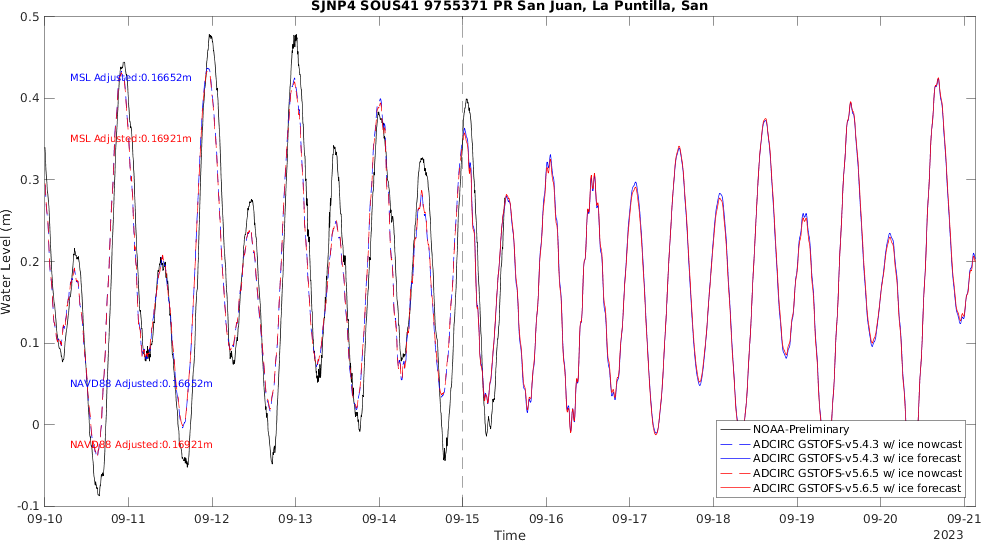 SJNP4 SOUS41 9755371 PR San Juan, La Puntilla, San
0.5
0.4
0.3
0.2
0.1
0
-0.1
Water Level (m)
MSL Adjusted:0.16652m
MSL Adjusted:0.16921m
NAVD88 Adjusted:0.16652m
NAVD88 Adjusted:0.16921m
NOAA-Preliminary
ADCIRC GSTOFS-v5.4.3 w/ ice nowcast
ADCIRC GSTOFS-v5.4.3 w/ ice forecast
ADCIRC GSTOFS-v5.6.5 w/ ice nowcast
ADCIRC GSTOFS-v5.6.5 w/ ice forecast
09-10 09-11 09-12 09-13 09-14 09-15 09-16 09-17 09-18 09-19 09-20 09-21
2023
Time